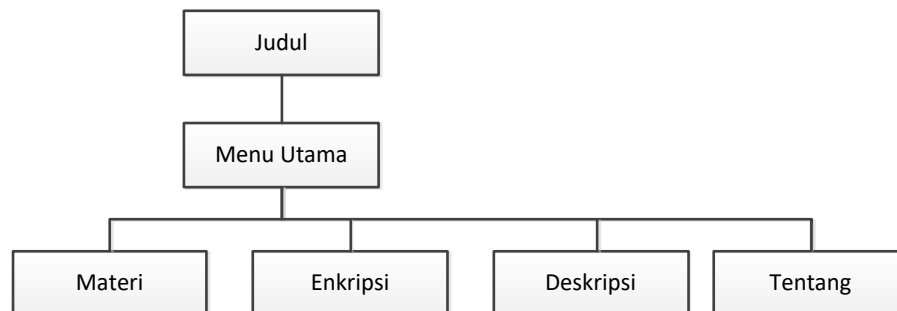 Judul
Menu Utama
Materi
Enkripsi
Deskripsi
Tentang